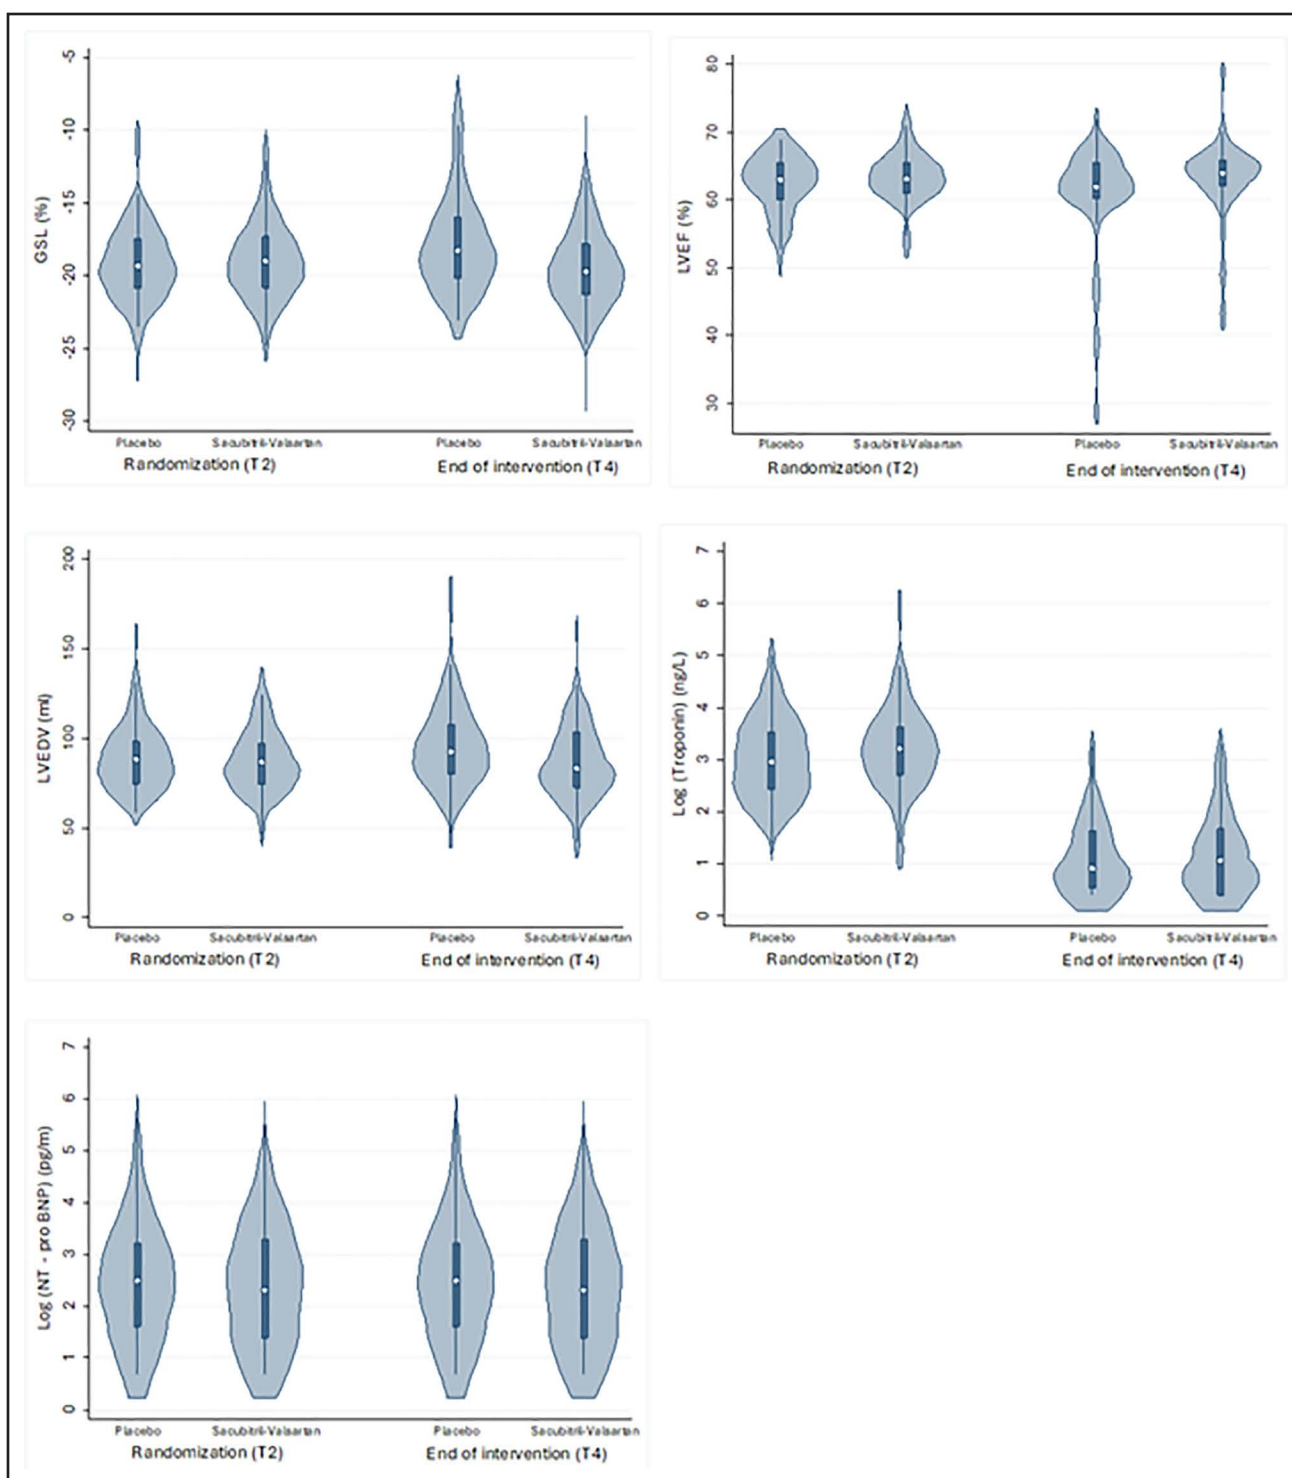 GSL (%)
-5
-10
-15
-20
-25
-30
Placebo
Sacubitril-Valsartan
Placebo
Sacubitril-Valsartan
Randomization (T2)
End of intervention (T4)
LVEF (%)
80
70
60
50
40
30
Placebo
Sacubitril-Valsartan
Placebo
Sacubitril-Valsartan
Randomization (T2)
End of intervention (T4)
LVEDV (ml)
200
150
100
50
0
Placebo
Sacubitril-Valsartan
Placebo
Sacubitril-Valsartan
Randomization (T2)
End of intervention (T4)
Log (Troponin) (ng/L)
7
6
5
4
3
2
1
0
Placebo
Sacubitril-Valsartan
Placebo
Sacubitril-Valsartan
Randomization (T2)
End of intervention (T4)
Log (NT - pro BNP) (pg/m)
7
6
5
4
3
2
1
0
Placebo
Sacubitril-Valsartan
Placebo
Sacubitril-Valsartan
Randomization (T2)
End of intervention (T4)